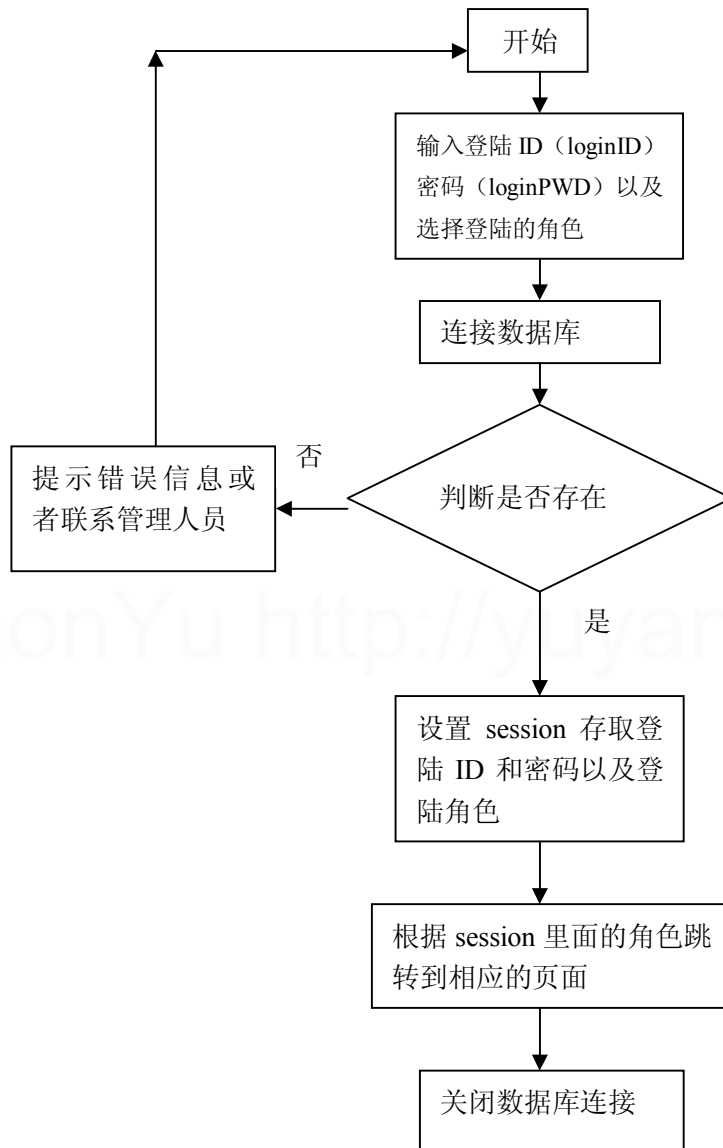 开始
输入登陆 ID（loginID）
密码（loginPWD）以及
选择登陆的角色
连接数据库
判断是否存在
否
提示错误信息或
者联系管理人员
是
onYu http://yuyan
设置 session 存取登
陆 ID 和密码以及登
陆角色
根据 session 里面的角色跳
转到相应的页面
关闭数据库连接